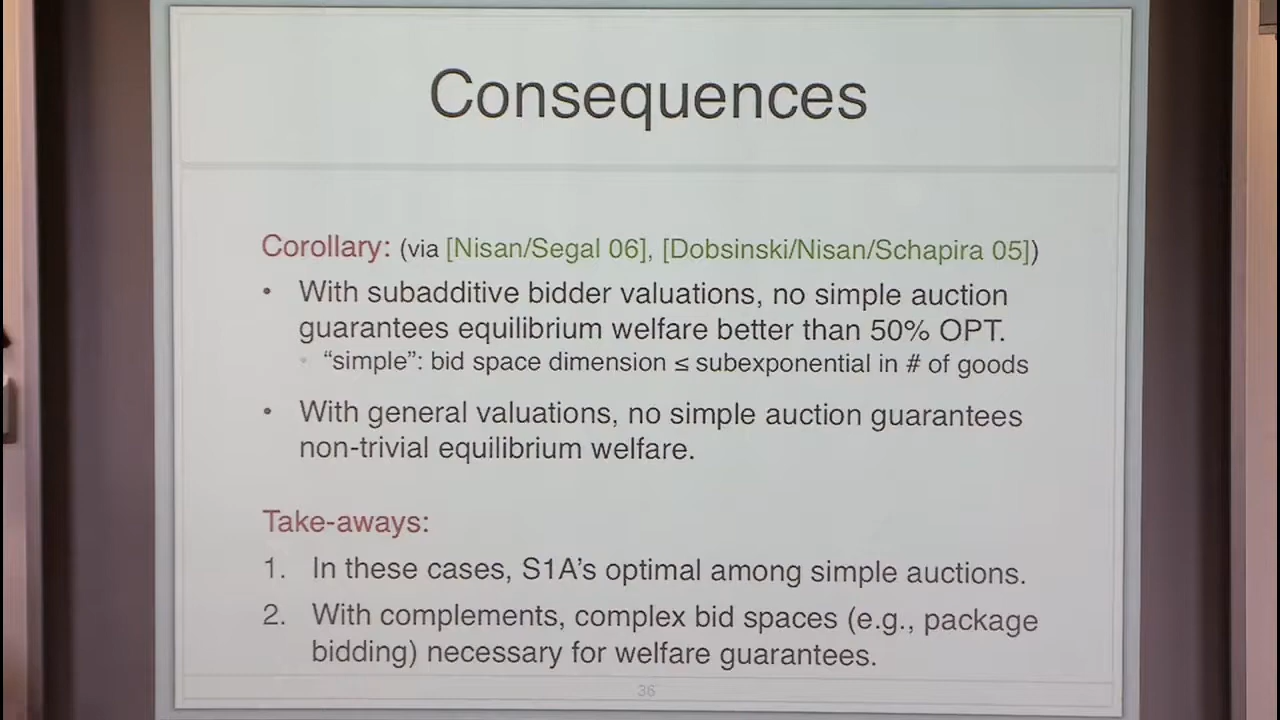 Consequences
Corollary: (via [Nisan/Segal 06], [Dobsinski/Nisan/Schapira 05])
• With subadditive bidder valuations, no simple auction
guarantees equilibrium welfare better than 50% OPT.
• “simple”: bid space dimension ≤ subexponential in # of goods
• With general valuations, no simple auction guarantees
non-trivial equilibrium welfare.
Take-aways:
1. In these cases, S1A’s optimal among simple auctions.
2. With complements, complex bid spaces (e.g., package
bidding) necessary for welfare guarantees.
36